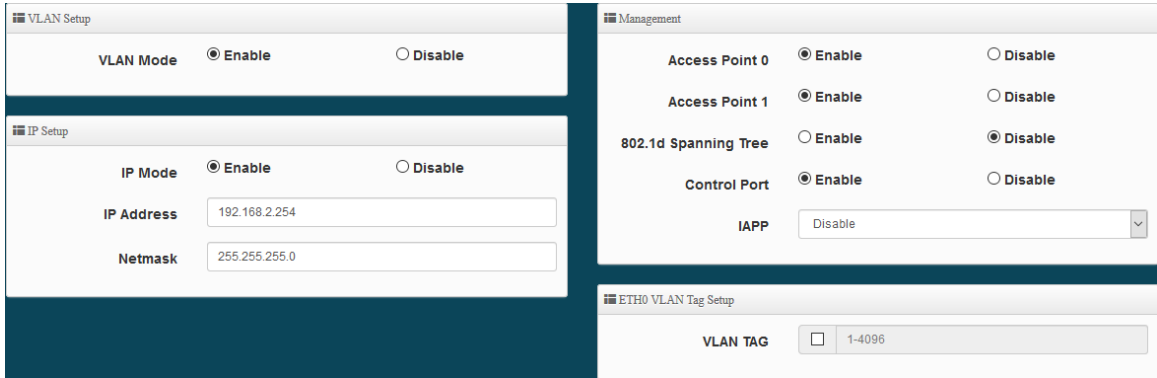 VLAN Setup
VLAN Mode Enable Disable
IP Setup
IP Mode Enable Disable
IP Address 192.168.2.254
Netmask 255.255.255.0
Management
Access Point 0 Enable Disable
Access Point 1 Enable Disable
802.1d Spanning Tree Enable Disable
Control Port Enable Disable
IAPP Disable
ETH0 VLAN Tag Setup
VLAN TAG 1-4096